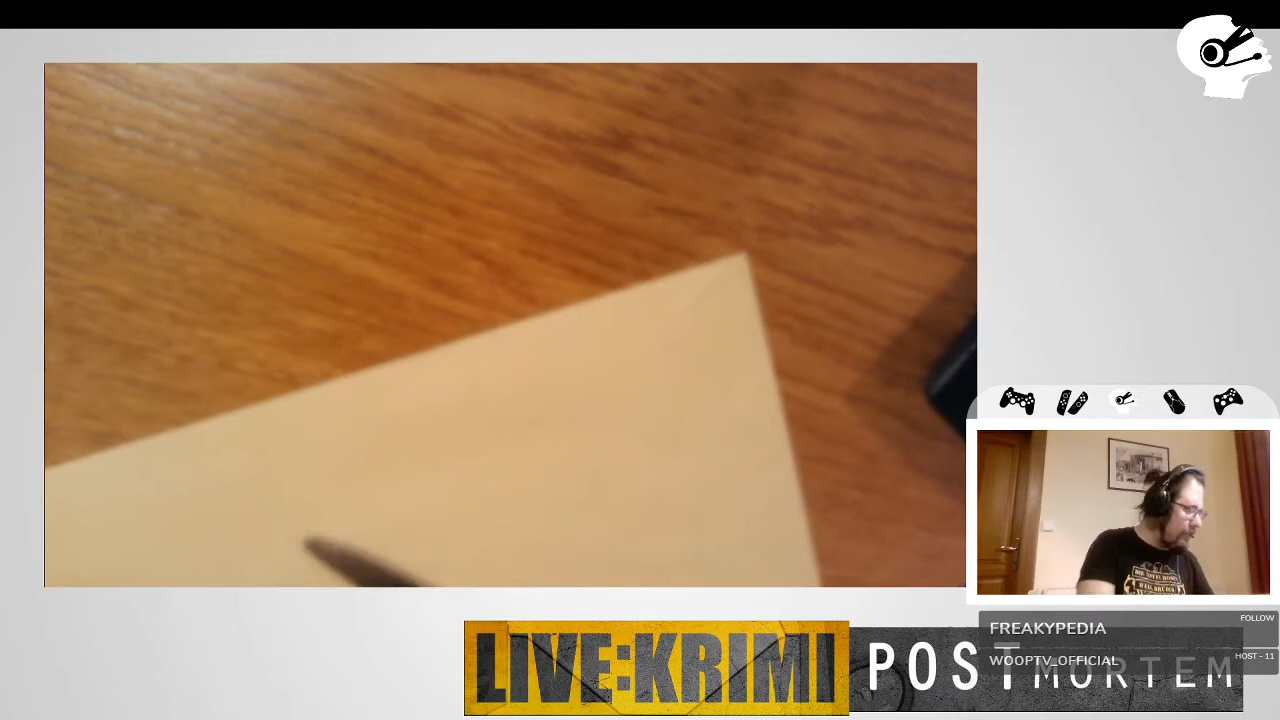 FOLLOW
FREAKYPEDIA
HOST - 11
WOOPTV_OFFICIAL
LIVE:KRIMI
POSTMORTEM